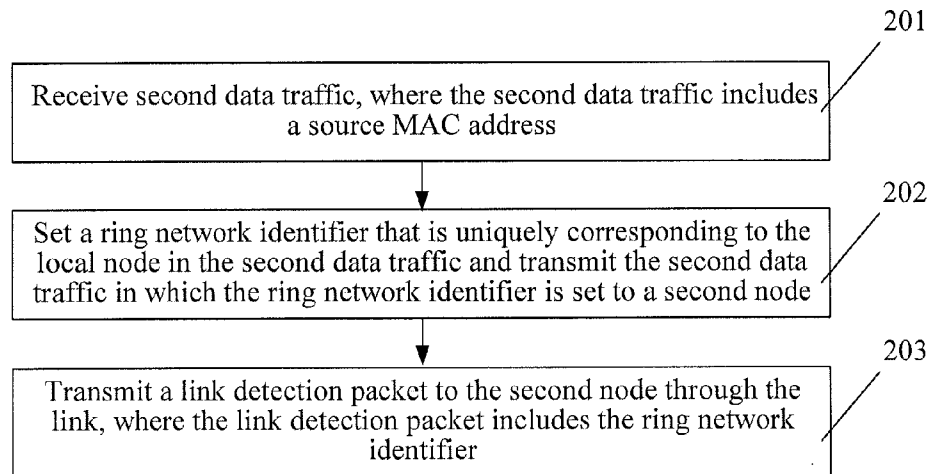 201
Receive second data traffic, where the second data traffic includes
a source MAC address
202
Set a ring network identifier that is uniquely corresponding to the
local node in the second data traffic and transmit the second data
traffic in which the ring network identifier is set to a second node
203
Transmit a link detection packet to the second node through the
link, where the link detection packet includes the ring network
identifier